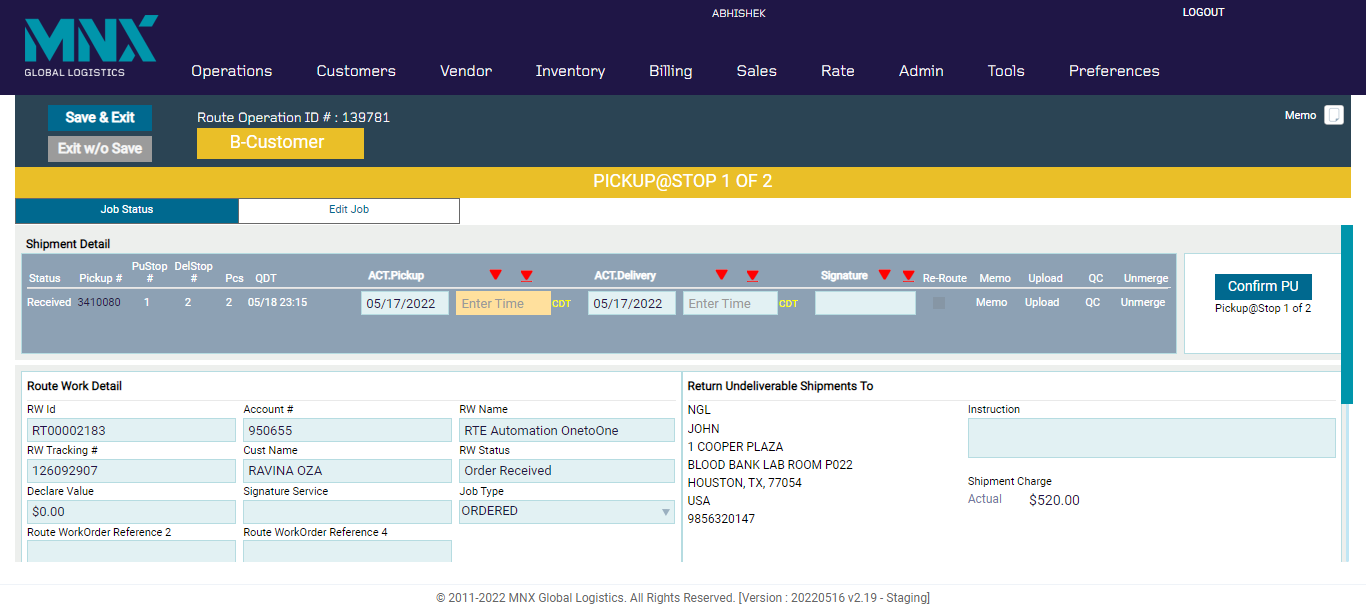 ABHISHEK
LOGOUT
MNX
GLOBAL LOGISTICS
Operations Customers Vendor Inventory Billing Sales Rate Admin Tools Preferences
Save & Exit
Route Operation ID # : 139781
Memo
Exit w/o Save
B-Customer
PICKUP@STOP 1 OF 2
Job Status Edit Job
Shipment Detail
Status Pickup # PuStop # DelStop # Pcs QDT ACT.Pickup ACT.Delivery Signature Re-Route Memo Upload QC Unmerge
Received 3410080 1 2 2 05/18 23:15 05/17/2022 Enter Time CDT 05/17/2022 Enter Time CDT Memo Upload QC Unmerge
Confirm PU
Pickup@Stop 1 of 2
Route Work Detail
RW Id Account # RW Name
RT00002183 950655 RTE Automation OnetoOne
RW Tracking # Cust Name RW Status
126092907 RAVINA OZA Order Received
Declare Value Signature Service Job Type
$0.00 ORDERED
Route WorkOrder Reference 2 Route WorkOrder Reference 4
Return Undeliverable Shipments To
NGL
JOHN
1 COOPER PLAZA
BLOOD BANK LAB ROOM P022
HOUSTON, TX, 77054
USA
9856320147
Instruction
Shipment Charge
Actual $520.00
© 2011-2022 MNX Global Logistics. All Rights Reserved. [Version : 20220516 v2.19 - Staging]